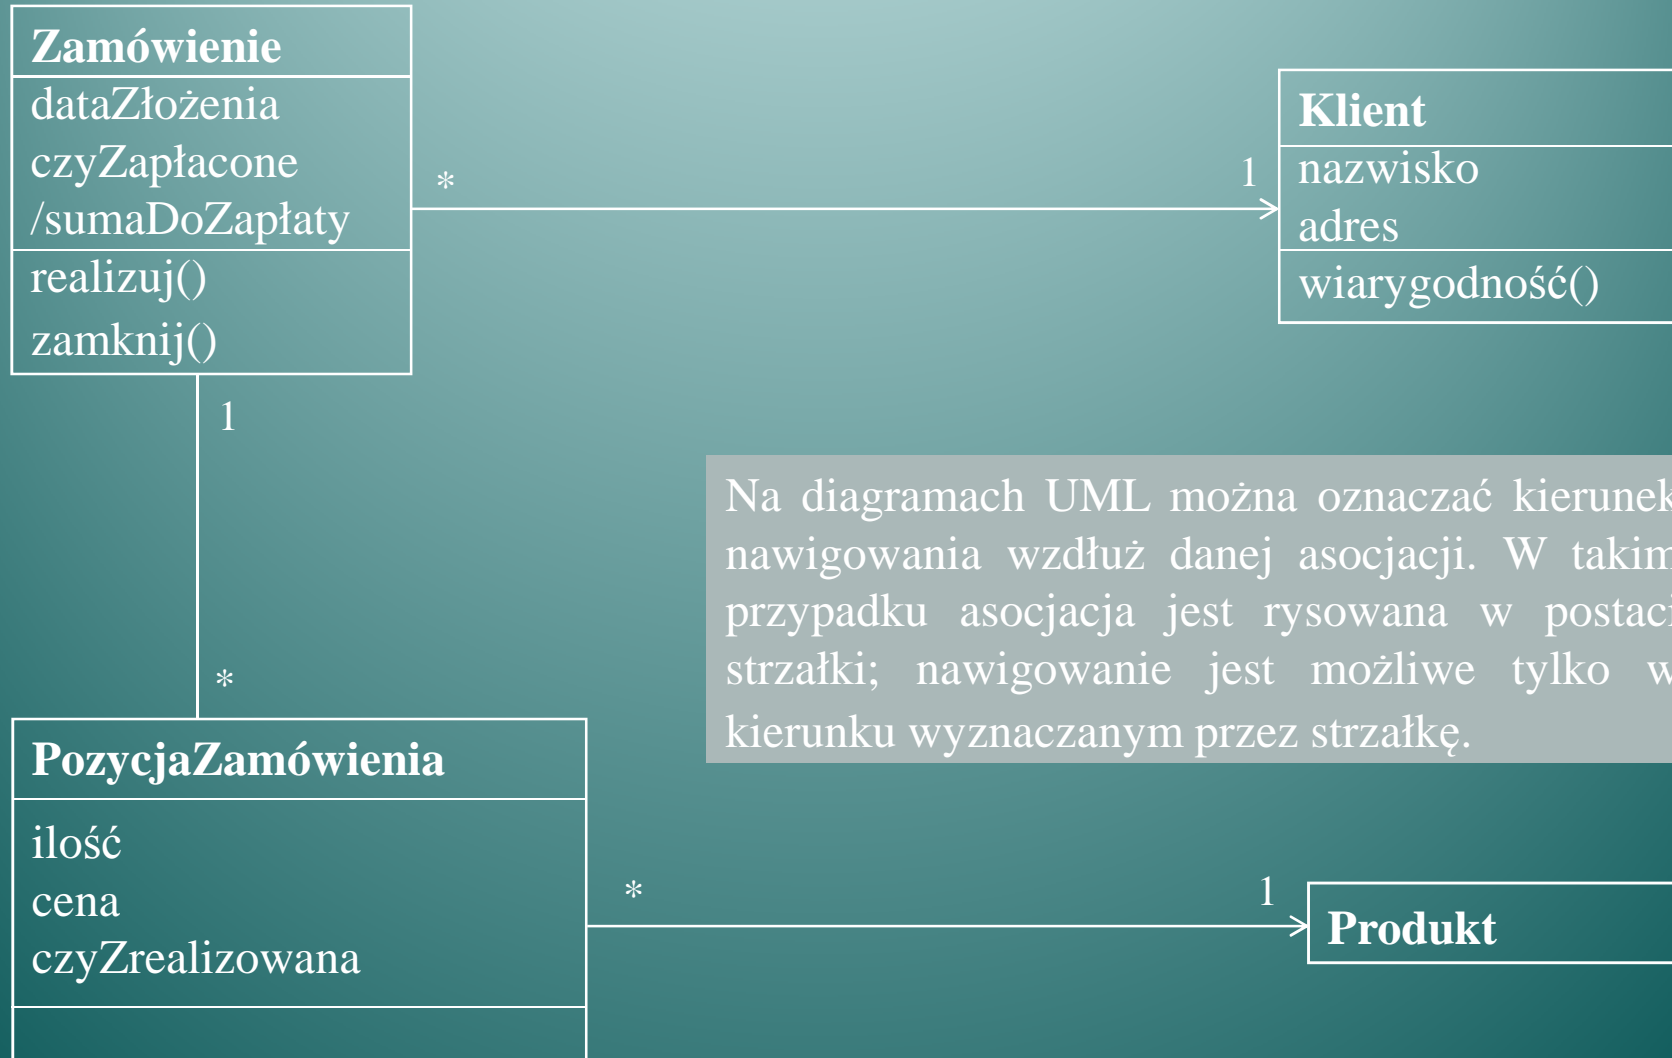 Zamówienie
dataZłożenia
czyZapłacone
/sumaDoZapłaty
realizuj()
zamknij()
*
1
Klient
nazwisko
adres
wiarygodność()
1
*
Na diagramach UML można oznaczać kierunek
nawigowania wzdłuż danej asocjacji. W takim
przypadku asocjacja jest rysowana w postaci
strzałki; nawigowanie jest możliwe tylko w
kierunku wyznaczanym przez strzałkę.
PozycjaZamówienia
ilość
cena
czyZrealizowana
*
1
Produkt